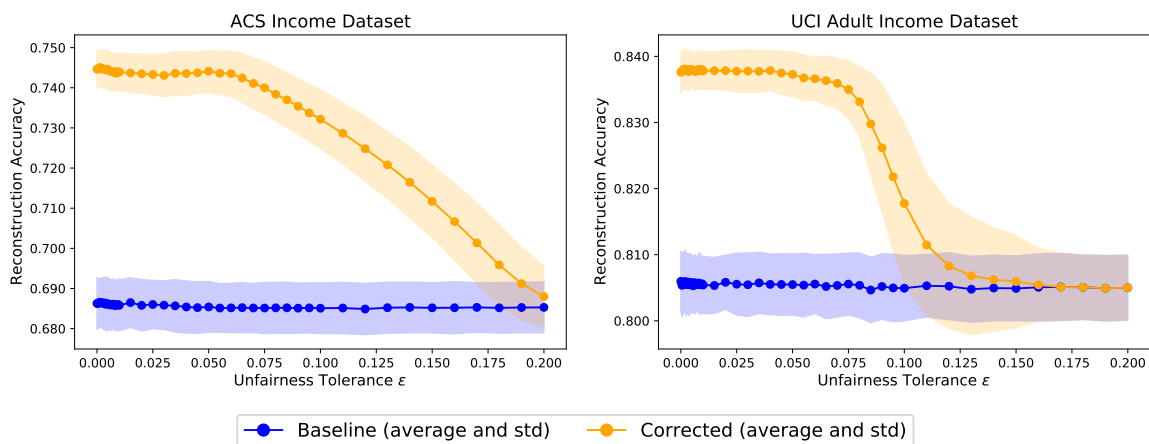 ACS Income Dataset
Reconstruction Accuracy
0.750
0.740
0.730
0.720
0.710
0.700
0.690
0.680
0.000 0.025 0.050 0.075 0.100 0.125 0.150 0.175 0.200
Unfairness Tolerance ε
UCI Adult Income Dataset
Reconstruction Accuracy
0.840
0.830
0.820
0.810
0.800
0.000 0.025 0.050 0.075 0.100 0.125 0.150 0.175 0.200
Unfairness Tolerance ε
Baseline (average and std) Corrected (average and std)